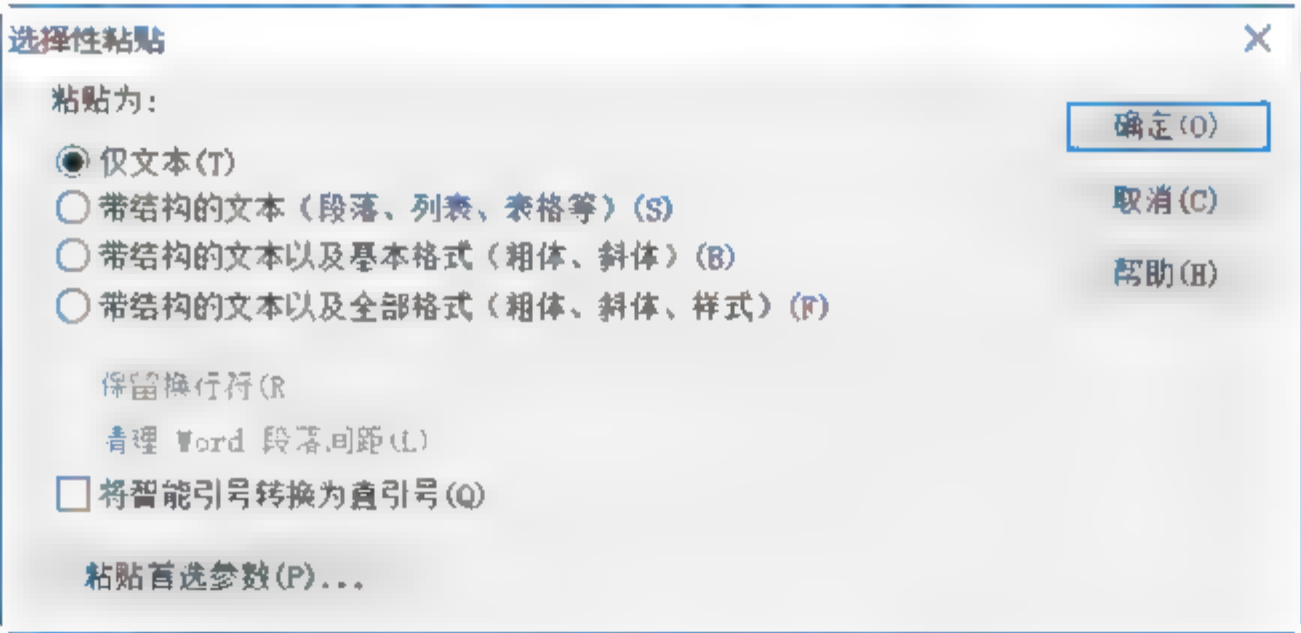 选择性粘贴
粘贴为:
确定(O)
仅文本(T)
带结构的文本（段落、列表、表格等）(S)
取消(C)
带结构的文本以及基本格式（粗体、斜体）(B)
帮助(H)
带结构的文本以及全部格式（粗体、斜体、样式）(F)
保留换行符(R
清理 Word 段落间距(L)
将智能引号转换为直引号(Q)
粘贴首选参数(P)...